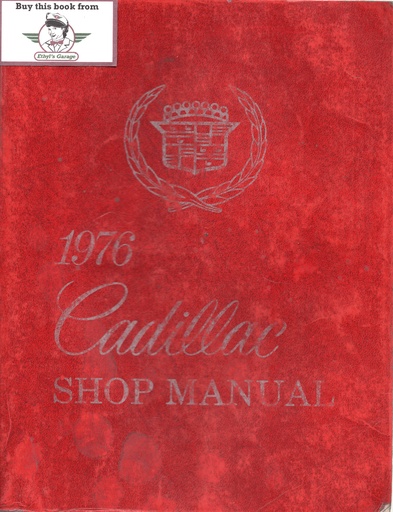 Buy this book from
Ethyl's Garage
1976
Cadillac
SHOP MANUAL